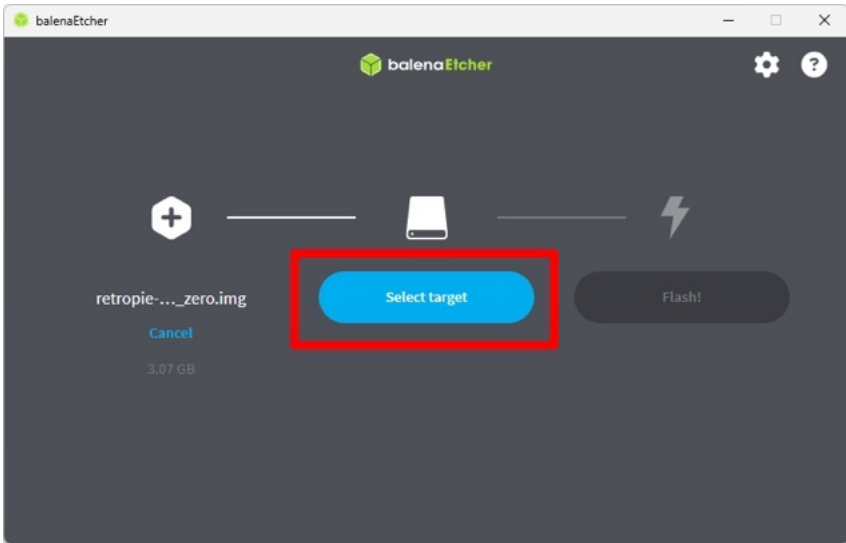 balenaEtcher
balenaEtcher
?
retropie-..._zero.img
Select target
Flash!
Cancel
3.07 GB